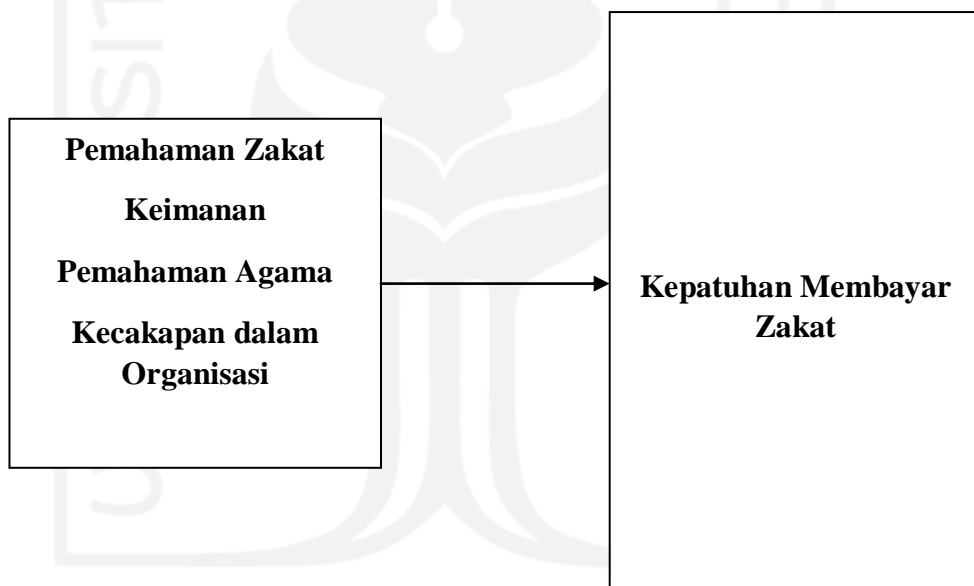 Pemahaman Zakat
Keimanan
Pemahaman Agama
Kecakapan dalam
Organisasi
Kepatuhan Membayar
Zakat